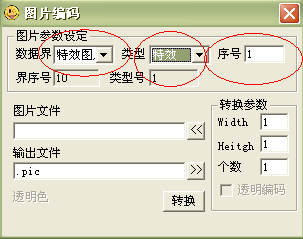 图片编码
图片参数设定
数据界 特效图 类型 特效 序号 1
界序号 10 类型号 1
图片文件
<<
输出文件
.pic >>
透明色 转换
转换参数
Width 1
Heitgh 1
个数 1
透明编码